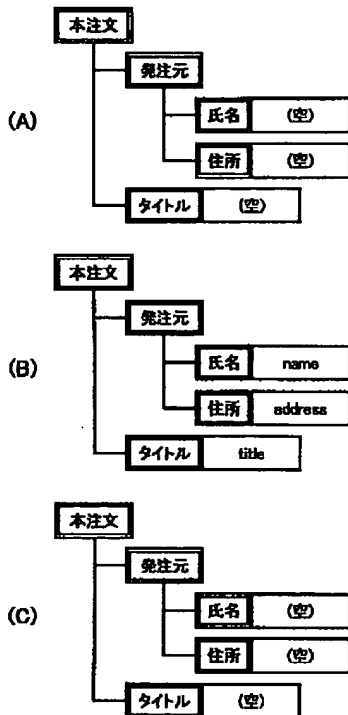 本注文
発注元
(A)
氏名 (空)
住所 (空)
タイトル (空)
本注文
発注元
(B)
氏名 name
住所 address
タイトル title
本注文
発注元
(C)
氏名 (空)
住所 (空)
タイトル (空)